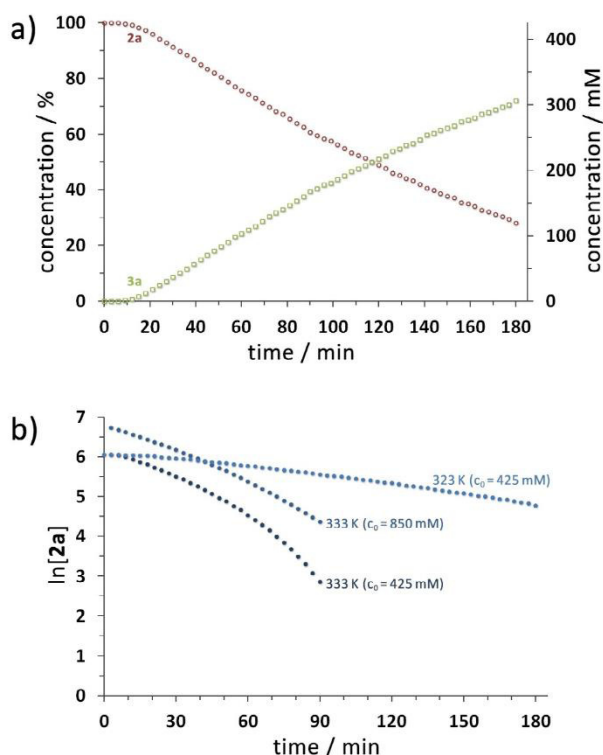 a)
concentration / %
100
80
60
40
20
0
2a
3a
0 20 40 60 80 100 120 140 160 180
time / min
400
300
200
100
0
concentration / mM
b)
ln[2a]
7
6
5
4
3
2
1
0
323 K (c₀ = 425 mM)
333 K (c₀ = 850 mM)
333 K (c₀ = 425 mM)
0 30 60 90 120 150 180
time / min